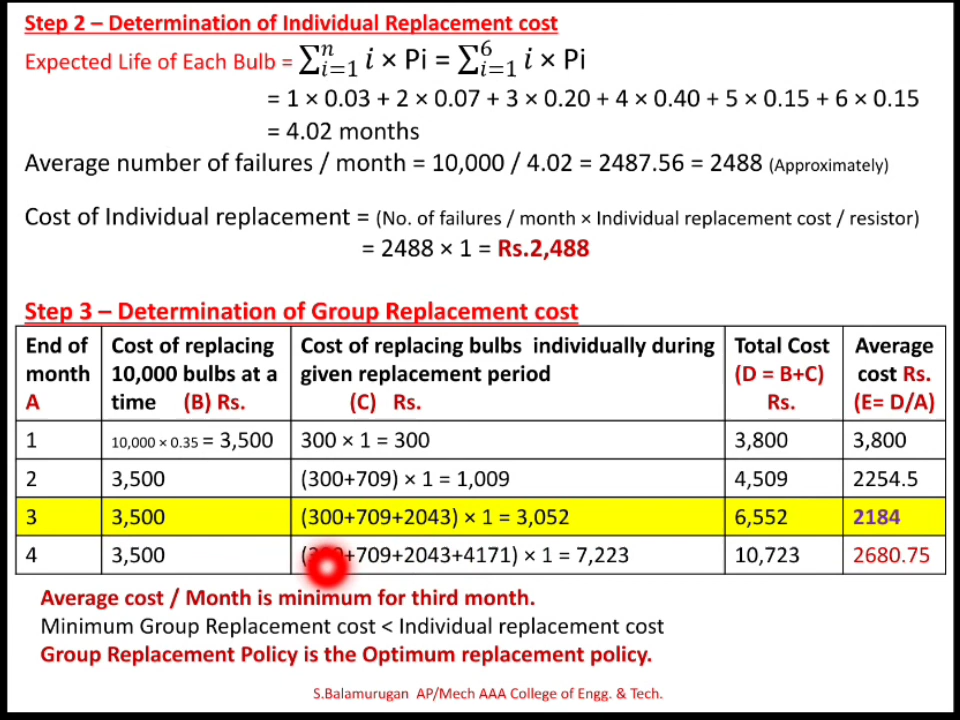 Step 2 – Determination of Individual Replacement cost
Expected Life of Each Bulb = ∑ⁿᵢ₌₁ i × Pi = ∑⁶ᵢ₌₁ i × Pi
= 1 × 0.03 + 2 × 0.07 + 3 × 0.20 + 4 × 0.40 + 5 × 0.15 + 6 × 0.15
= 4.02 months
Average number of failures / month = 10,000 / 4.02 = 2487.56 = 2488 (Approximately)
Cost of Individual replacement = (No. of failures / month × Individual replacement cost / resistor)
= 2488 × 1 = Rs.2,488
Step 3 – Determination of Group Replacement cost
End of month A | Cost of replacing 10,000 bulbs at a time (B) Rs. | Cost of replacing bulbs individually during given replacement period (C) Rs. | Total Cost (D = B+C) Rs. | Average cost Rs. (E= D/A)
1 | 10,000 × 0.35 = 3,500 | 300 × 1 = 300 | 3,800 | 3,800
2 | 3,500 | (300+709) × 1 = 1,009 | 4,509 | 2254.5
3 | 3,500 | (300+709+2043) × 1 = 3,052 | 6,552 | 2184
4 | 3,500 | (+709+2043+4171) × 1 = 7,223 | 10,723 | 2680.75
Average cost / Month is minimum for third month.
Minimum Group Replacement cost < Individual replacement cost
Group Replacement Policy is the Optimum replacement policy.
S.Balamurugan AP/Mech AAA College of Engg. & Tech.